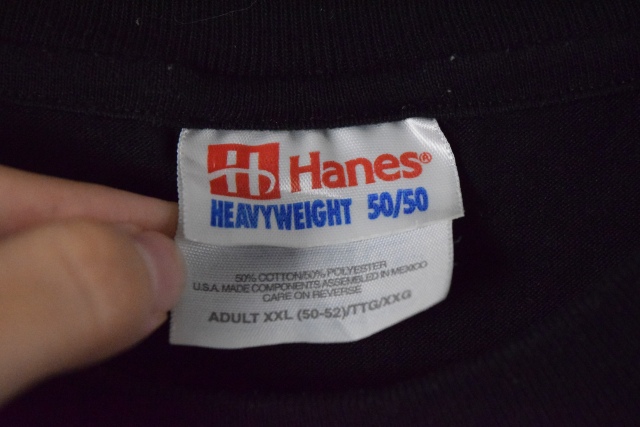 H Hanes®
HEAVYWEIGHT 50/50
50% COTTON/50% POLYESTER
U.S.A. MADE COMPONENTS ASSEMBLED IN MEXICO
CARE ON REVERSE
ADULT XXL (50-52)/TTG/XXG